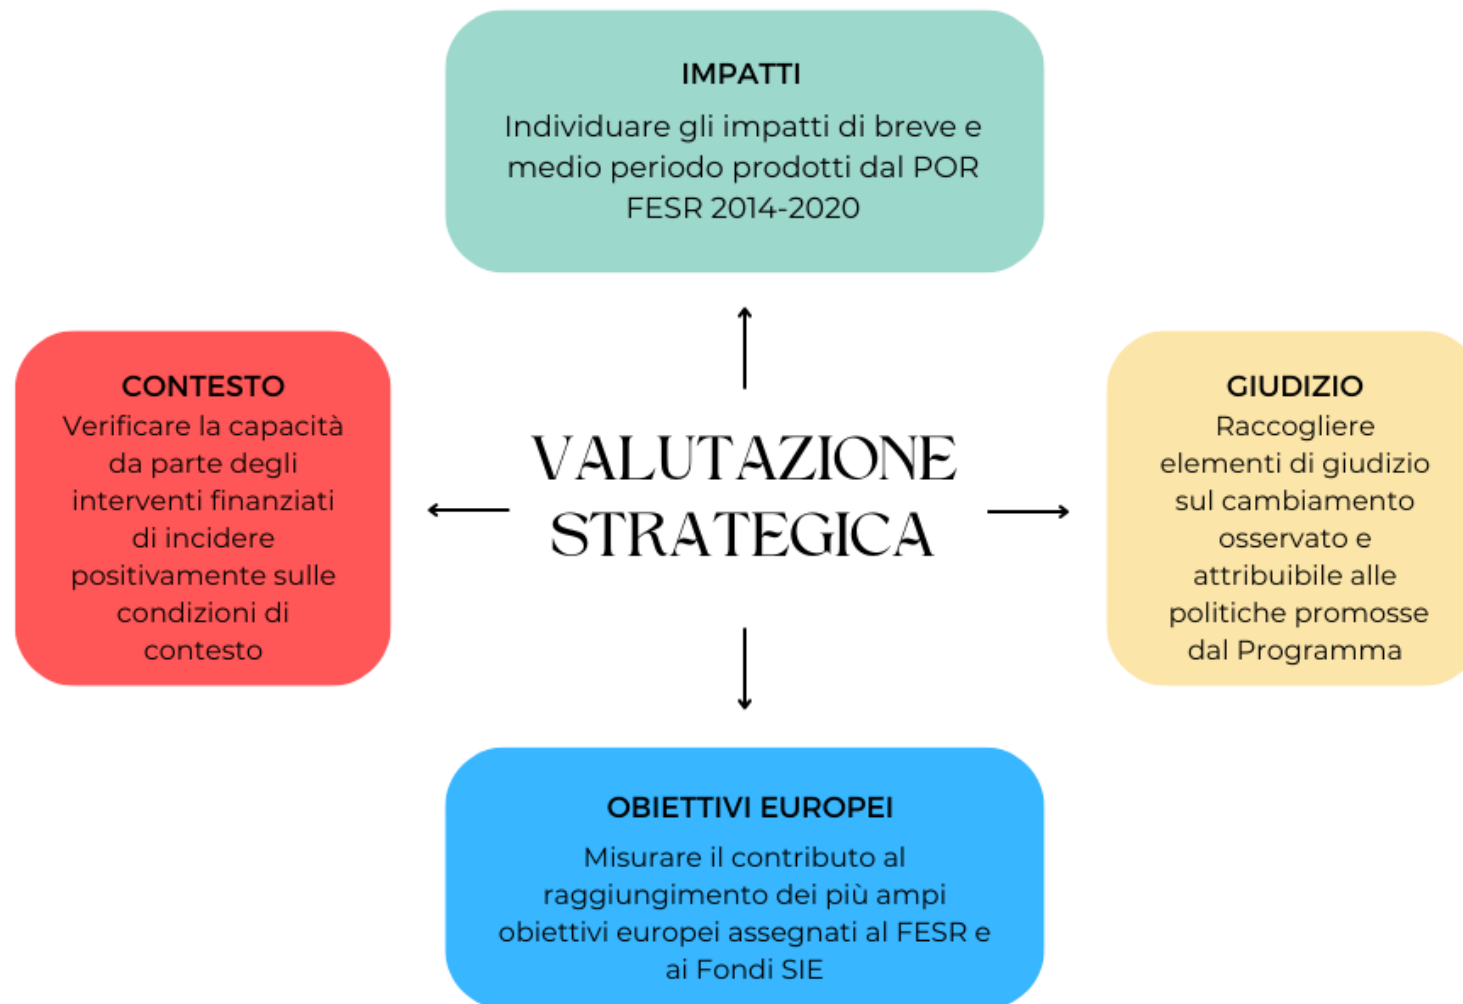 IMPATTI
Individuare gli impatti di breve e
medio periodo prodotti dal POR
FESR 2014-2020
CONTESTO
Verificare la capacità
da parte degli
interventi finanziati
di incidere
positivamente sulle
condizioni di
contesto
VALUTAZIONE
STRATEGICA
GIUDIZIO
Raccogliere
elementi di giudizio
sul cambiamento
osservato e
attribuibile alle
politiche promosse
dal Programma
OBIETTIVI EUROPEI
Misurare il contributo al
raggiungimento dei più ampi
obiettivi europei assegnati al FESR e
ai Fondi SIE